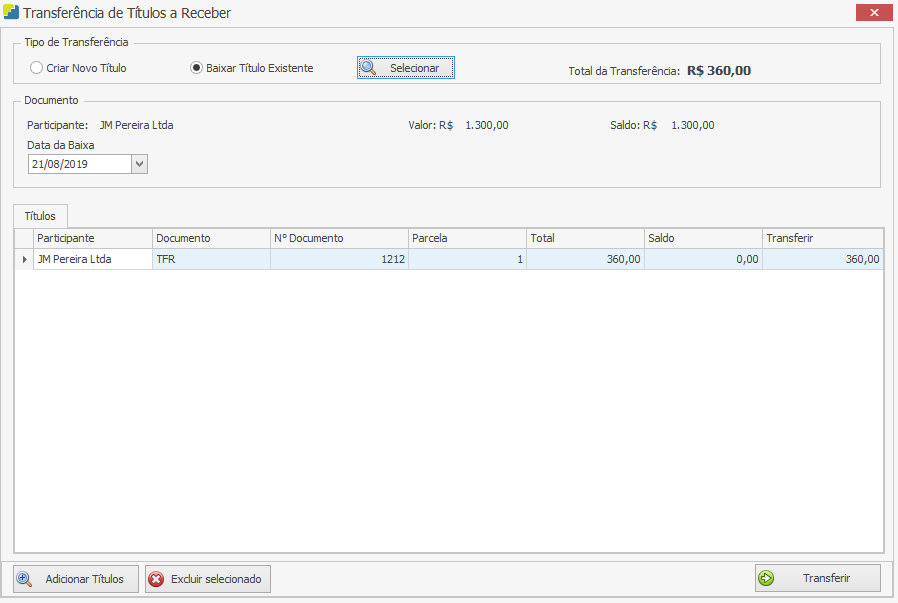 Transferência de Títulos a Receber
Tipo de Transferência
Criar Novo Título Baixar Título Existente Selecionar Total da Transferência: R$ 360,00
Documento
Participante: JM Pereira Ltda Valor: R$ 1.300,00 Saldo: R$ 1.300,00
Data da Baixa
21/08/2019
Títulos
Participante Documento Nº Documento Parcela Total Saldo Transferir
JM Pereira Ltda TFR 1212 1 360,00 0,00 360,00
Adicionar Títulos Excluir selecionado Transferir